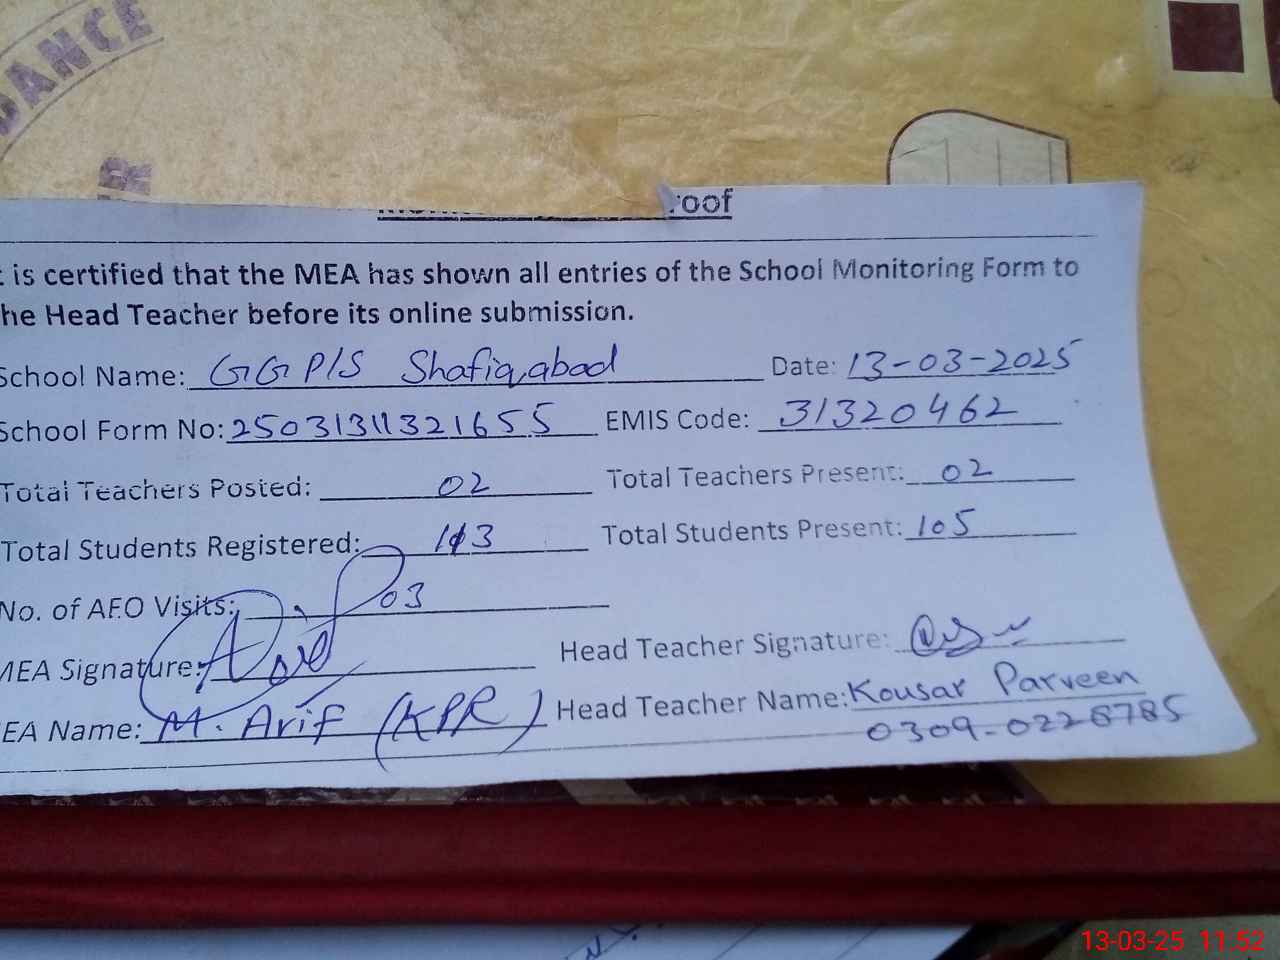 DANCE
roof
is certified that the MEA has shown all entries of the School Monitoring Form to
he Head Teacher before its online submission.
School Name: GGP/S Shafiqabad Date: 13-03-2025
School Form No: 25031311321655 EMIS Code: 31320462
Total Teachers Posted: 02 Total Teachers Present: 02
Total Students Registered: 113 Total Students Present: 105
No. of AEO Visits: 03
MEA Signature: Head Teacher Signature:
EA Name: M. Arif (KPR) Head Teacher Name: Kousar Parveen
0309-0228785
13-03-25 11:52